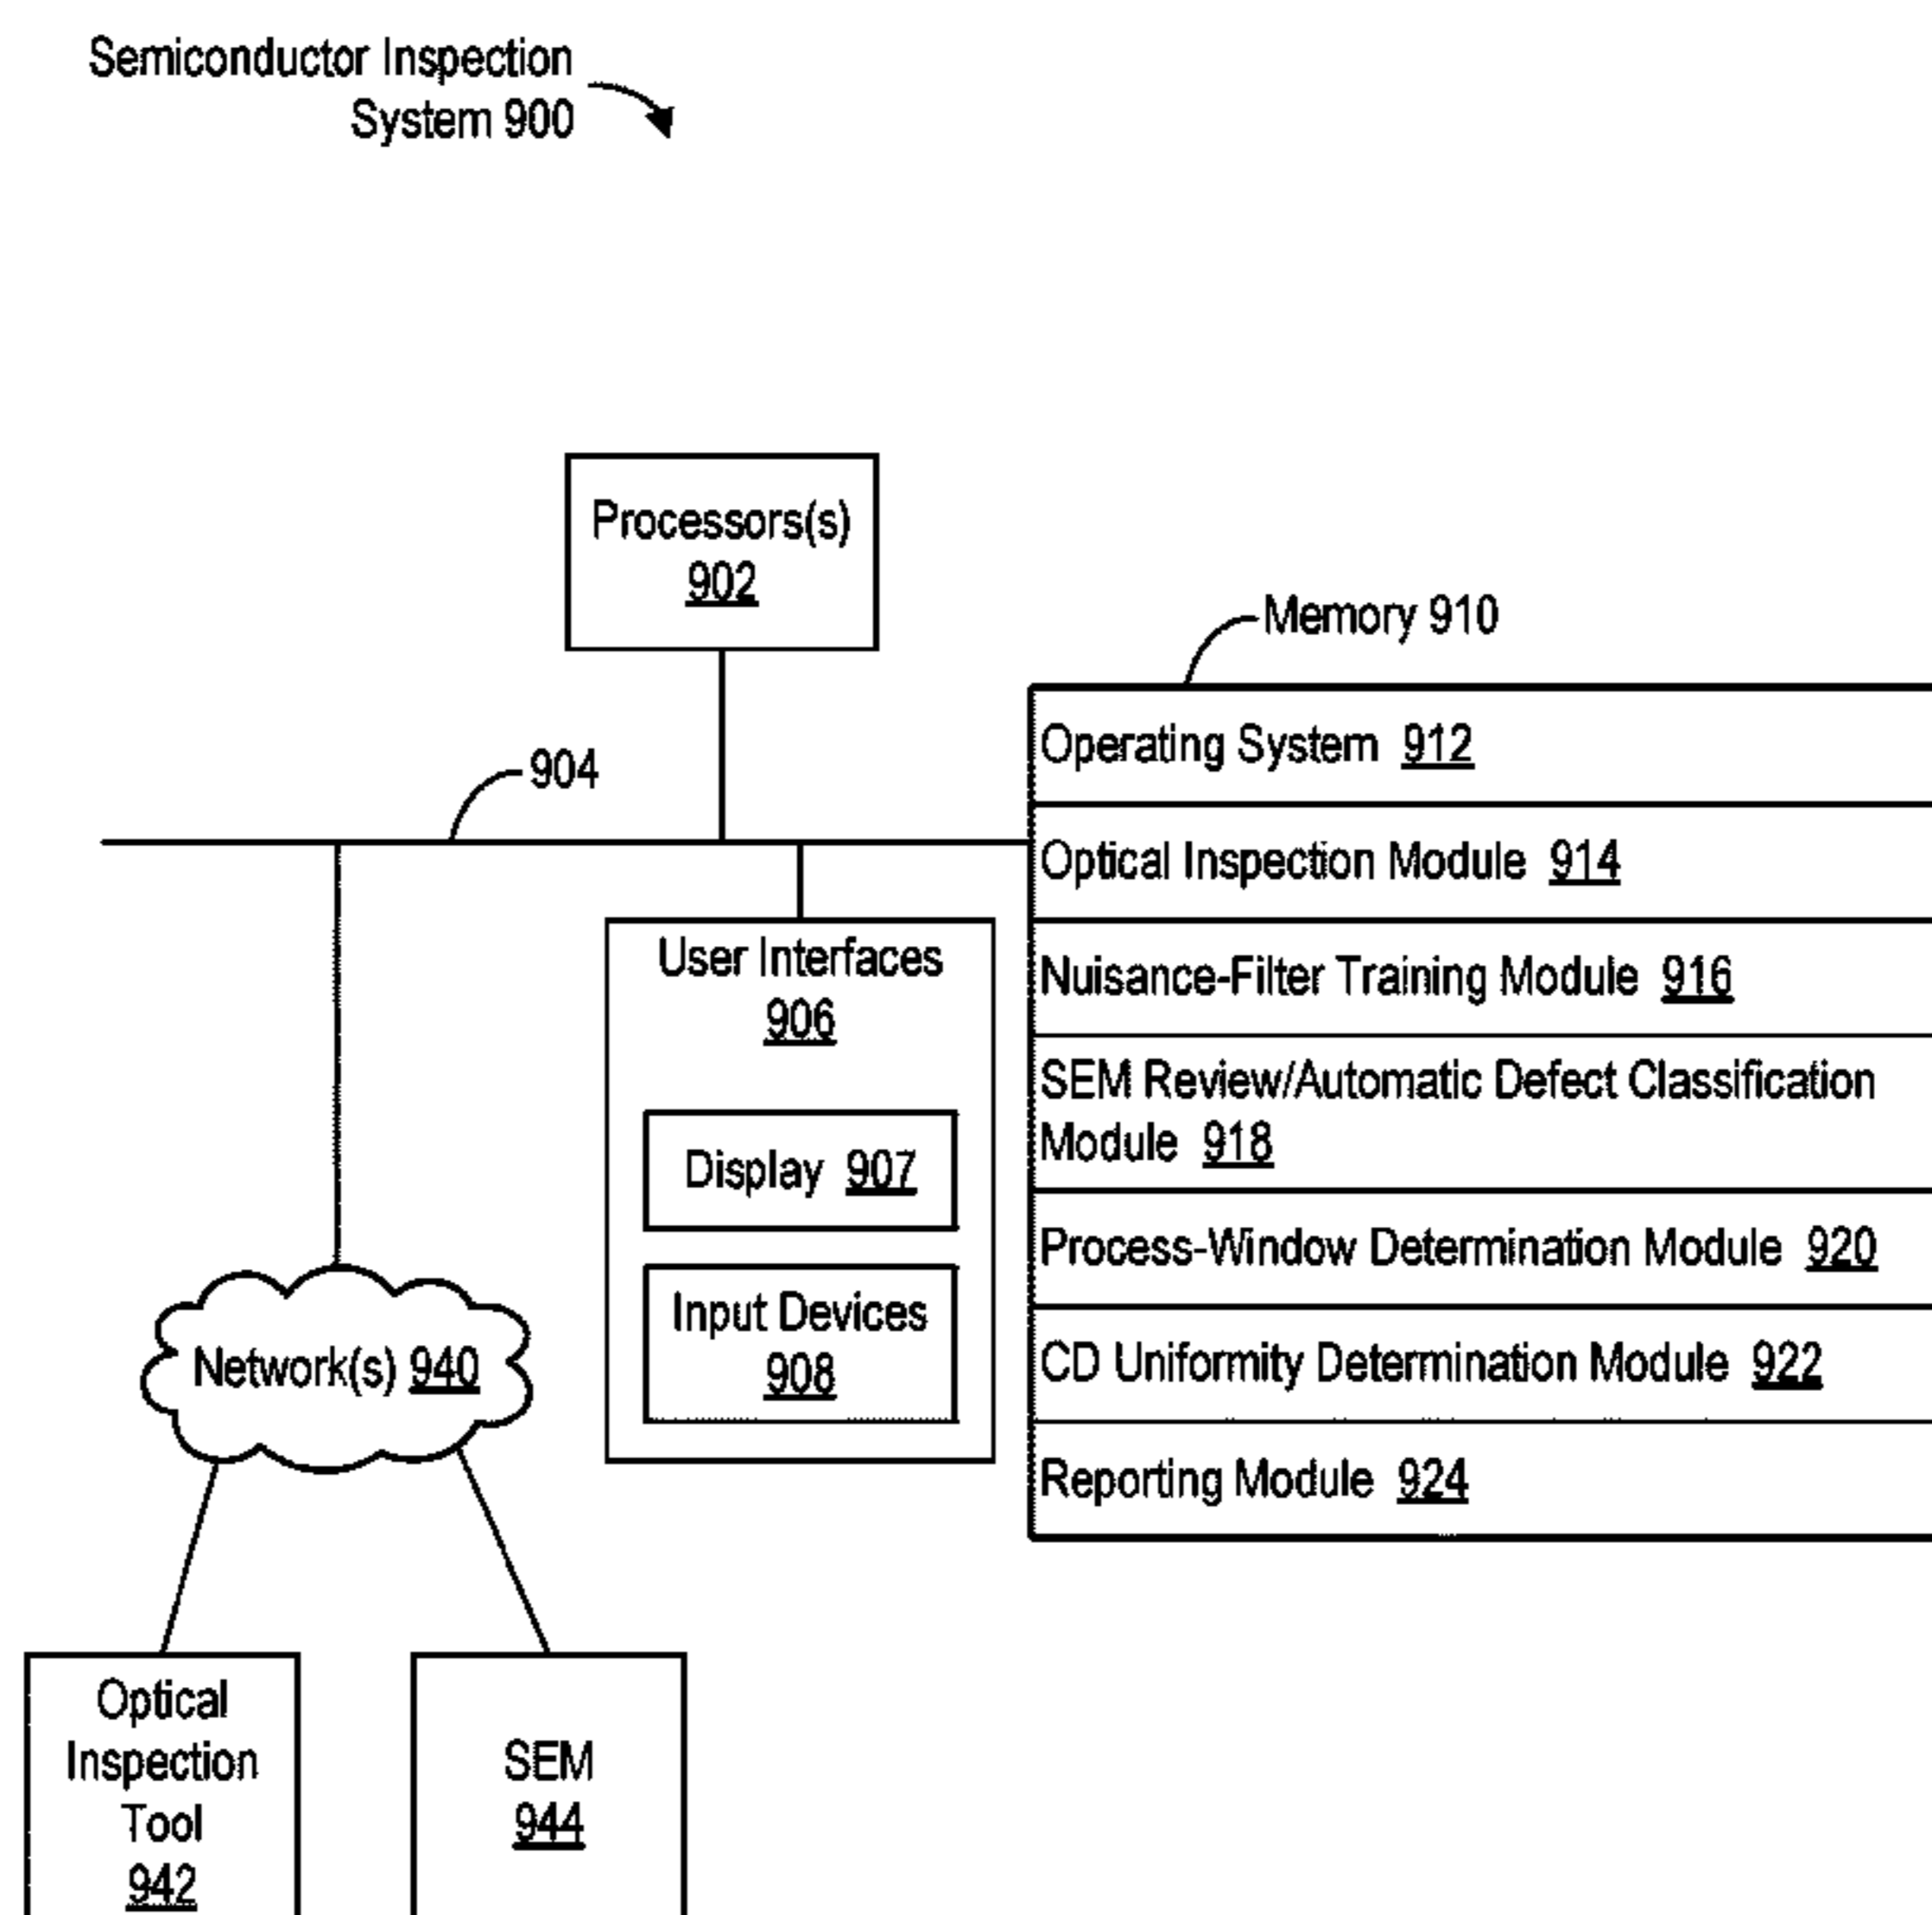 Semiconductor Inspection
System 900
Processors(s)
902
Memory 910
Operating System 912
904
Optical Inspection Module 914
User Interfaces
906
Nuisance-Filter Training Module 916
SEM Review/Automatic Defect Classification
Module 918
Display 907
Process-Window Determination Module 920
Input Devices
908
Network(s) 940
CD Uniformity Determination Module 922
Reporting Module 924
Optical
Inspection
Tool
942
SEM
944